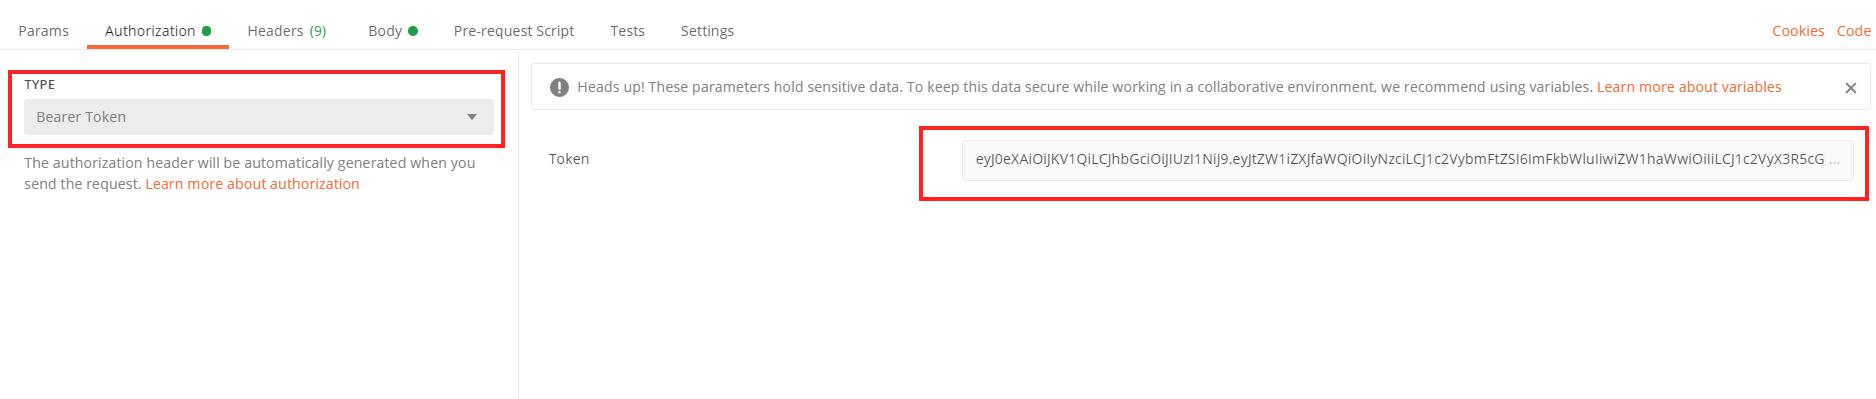 Params Authorization Headers (9) Body Pre-request Script Tests Settings Cookies Code
TYPE
Bearer Token
The authorization header will be automatically generated when you
send the request. Learn more about authorization
Heads up! These parameters hold sensitive data. To keep this data secure while working in a collaborative environment, we recommend using variables. Learn more about variables
Token
eyJ0eXAiOiJKV1QiLCJhbGciOiJIUzI1NiJ9.eyJtZW1iZXJfaWQiOiIyNzciLCJ1c2VybmFtZSI6ImFkbWluIiwiZW1haWwiOiIiLCJ1c2VyX3R5cG ...